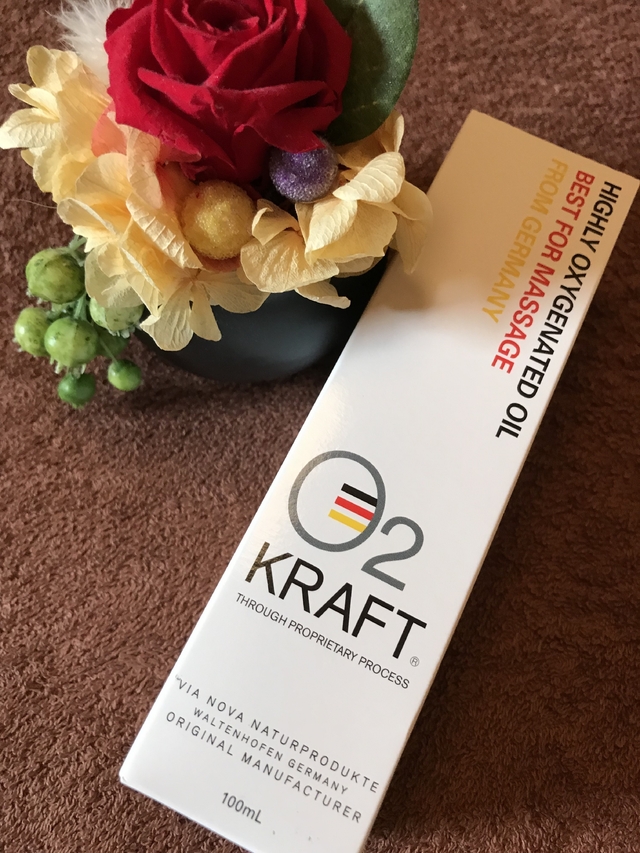 HIGHLY OXYGENATED OIL
BEST FOR MASSAGE
FROM GERMANY
O2
KRAFT®
THROUGH PROPRIETARY PROCESS
VIA NOVA NATURPRODUKTE
WALTENHOFEN GERMANY
ORIGINAL MANUFACTURER
100mL